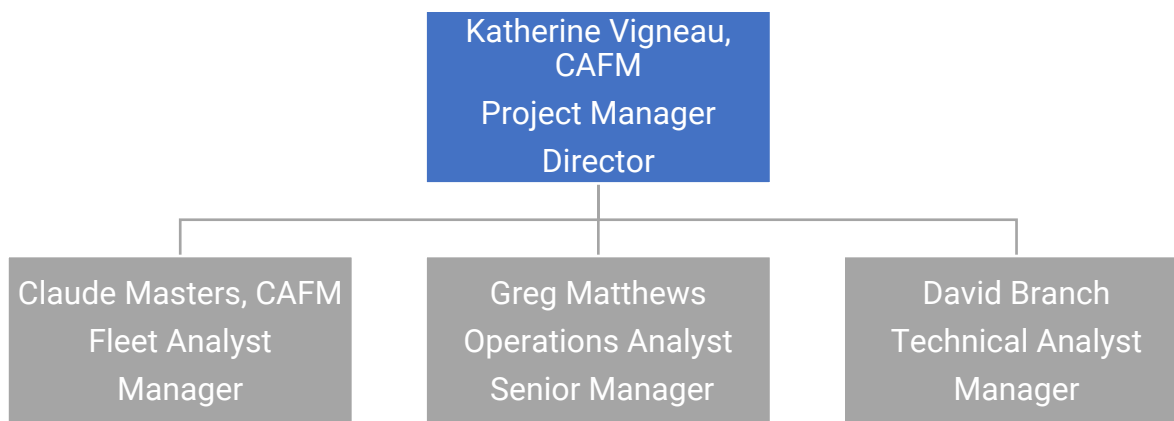 Katherine Vigneau,
CAFM
Project Manager
Director
Claude Masters, CAFM
Fleet Analyst
Manager
Greg Matthews
Operations Analyst
Senior Manager
David Branch
Technical Analyst
Manager